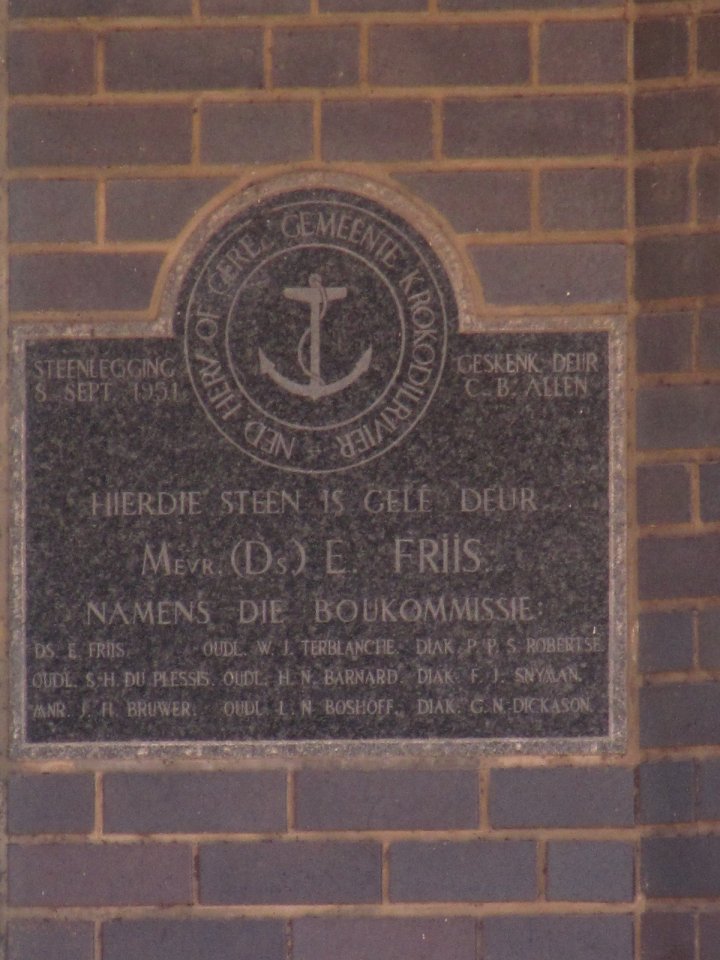 NED. HERV. OF GEREF. GEMEENTE KROKODILRIVIER
STEENLEGGING
8 SEPT. 1951.
GESKENK DEUR
C. B. ALLEN
HIERDIE STEEN IS GELÊ DEUR
MEVR. (DS.) E. FRIIS.
NAMENS DIE BOUKOMMISSIE:
DS. E. FRIIS. OUDL. W. J. TERBLANCHE. DIAK. P. P. S. ROBERTSE.
OUDL. S. H. DU PLESSIS. OUDL. H. N. BARNARD. DIAK. F. J. SNYMAN.
MNR. J. H. BRUWER. OUDL. L. N. BOSHOFF. DIAK. G. N. DICKASON.